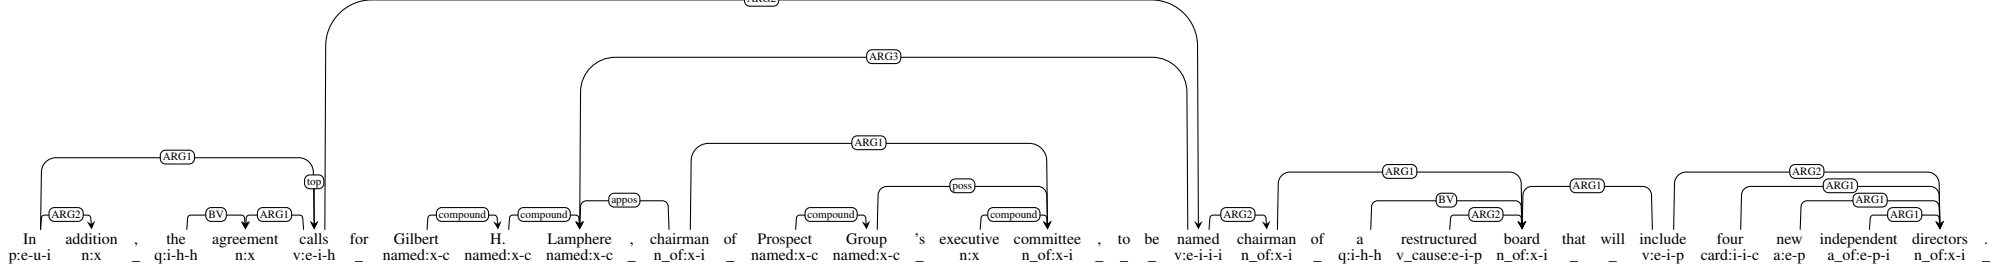 ARG2
ARG3
ARG1 ARG1
top poss ARG1 ARG1 ARG2 ARG1
appos BV ARG1
ARG2 BV ARG1 compound compound compound compound ARG2 ARG2 ARG1
In addition , the agreement calls for Gilbert H. Lamphere , chairman of Prospect Group 's executive committee , to be named chairman of a restructured board that will include four new independent directors .
p:e-u-i n:x _ q:i-h-h n:x v:e-i-h _ named:x-c named:x-c named:x-c _ n_of:x-i _ named:x-c named:x-c _ n:x n_of:x-i _ _ _ v:e-i-i-i n_of:x-i _ q:i-h-h v_cause:e-i-p n_of:x-i _ _ v:e-i-p card:i-i-c a:e-p a_of:e-p-i n_of:x-i _